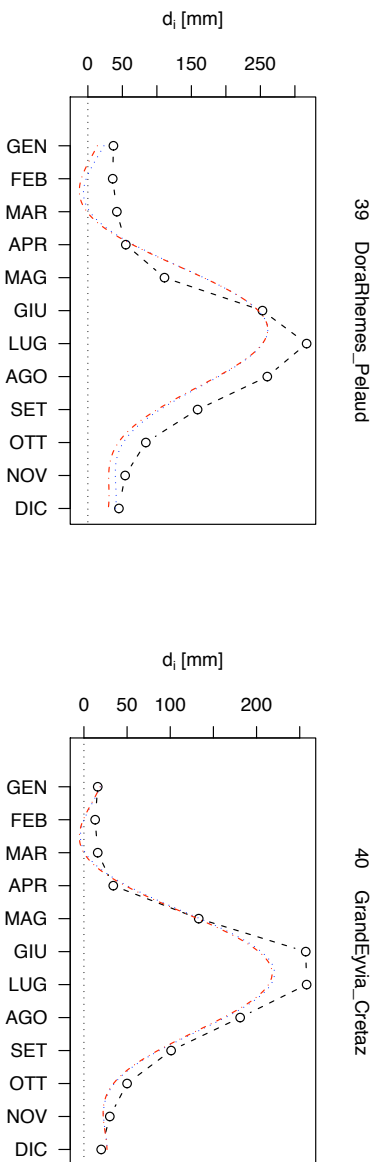 39 DoraRhemes_Pelaud
di [mm]
0 50 150 250
GEN
FEB
MAR
APR
MAG
GIU
LUG
AGO
SET
OTT
NOV
DIC
40 GrandEyvia_Cretaz
di [mm]
0 50 100 200
GEN
FEB
MAR
APR
MAG
GIU
LUG
AGO
SET
OTT
NOV
DIC